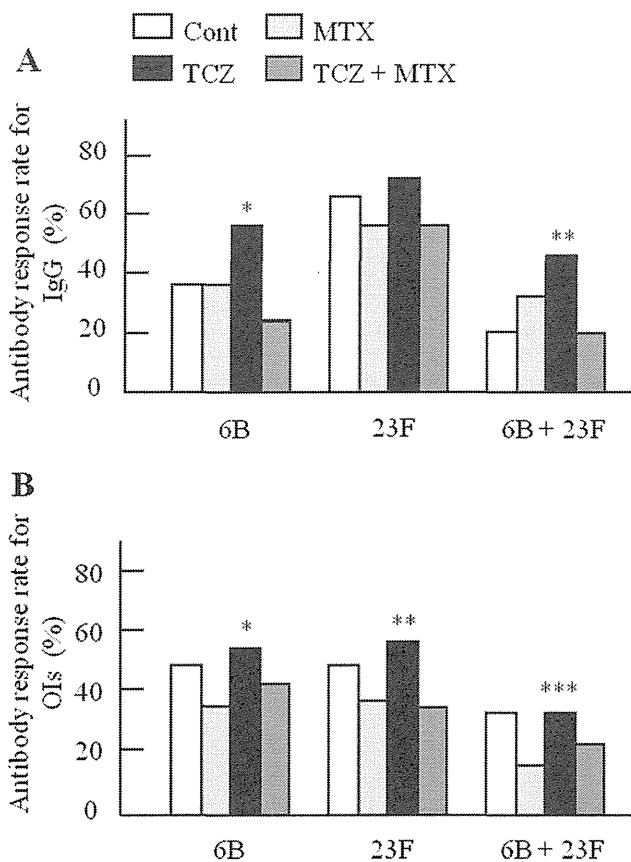 Cont MTX
TCZ TCZ + MTX
A
Antibody response rate for
IgG (%)
80
60
40
20
0
*
**
6B 23F 6B + 23F
B
Antibody response rate for
OIs (%)
80
60
40
20
0
*
**
***
6B 23F 6B + 23F